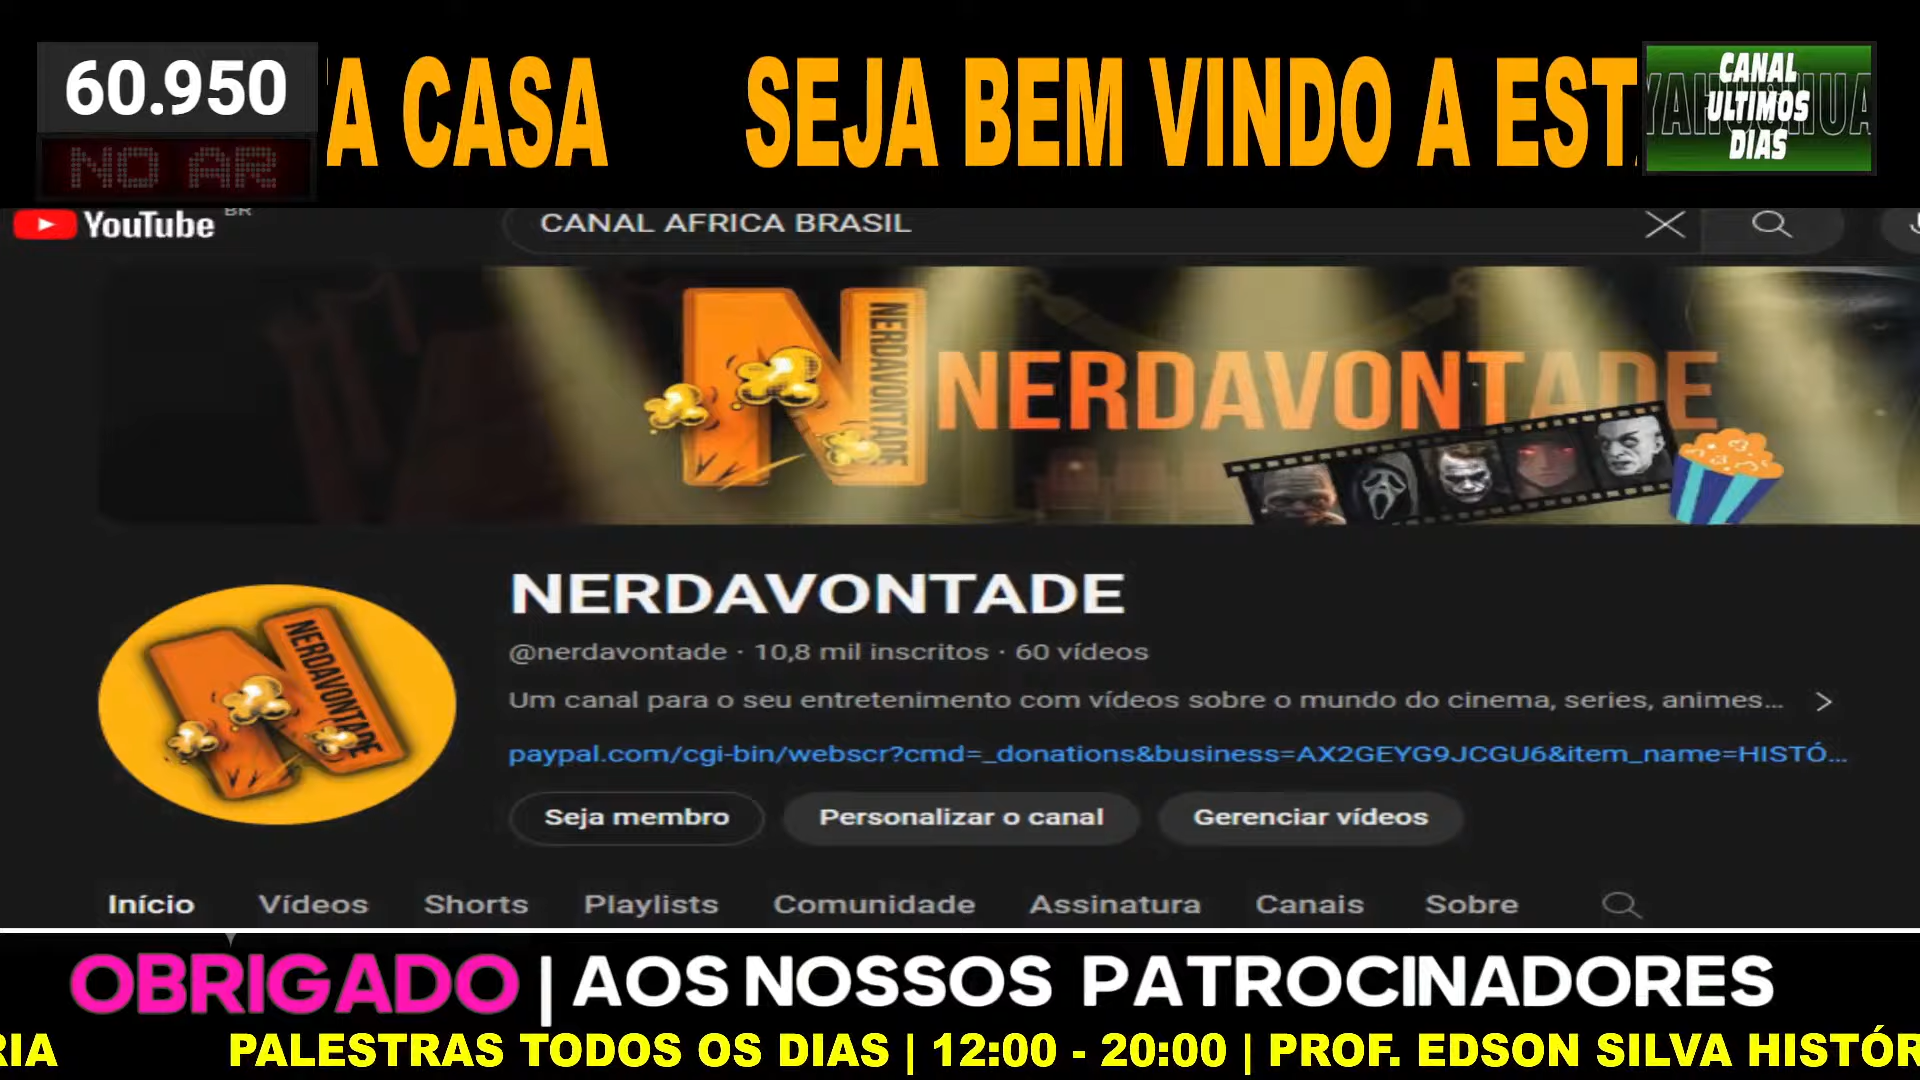 60.950
NO AR
TA CASA SEJA BEM VINDO A EST
YAHUSHUA
CANAL
ULTIMOS
DIAS
YouTube BR
CANAL AFRICA BRASIL
NERDAVONTADE
NERDAVONTADE
NERDAVONTADE
@nerdavontade · 10,8 mil inscritos · 60 vídeos
Um canal para o seu entretenimento com vídeos sobre o mundo do cinema, series, animes...
paypal.com/cgi-bin/webscr?cmd=_donations&business=AX2GEYG9JCGU6&item_name=HISTÓ...
NERDAVONTADE
Seja membro Personalizar o canal Gerenciar vídeos
Início Vídeos Shorts Playlists Comunidade Assinatura Canais Sobre
OBRIGADO | AOS NOSSOS PATROCINADORES
RIA PALESTRAS TODOS OS DIAS | 12:00 - 20:00 | PROF. EDSON SILVA HISTÓR